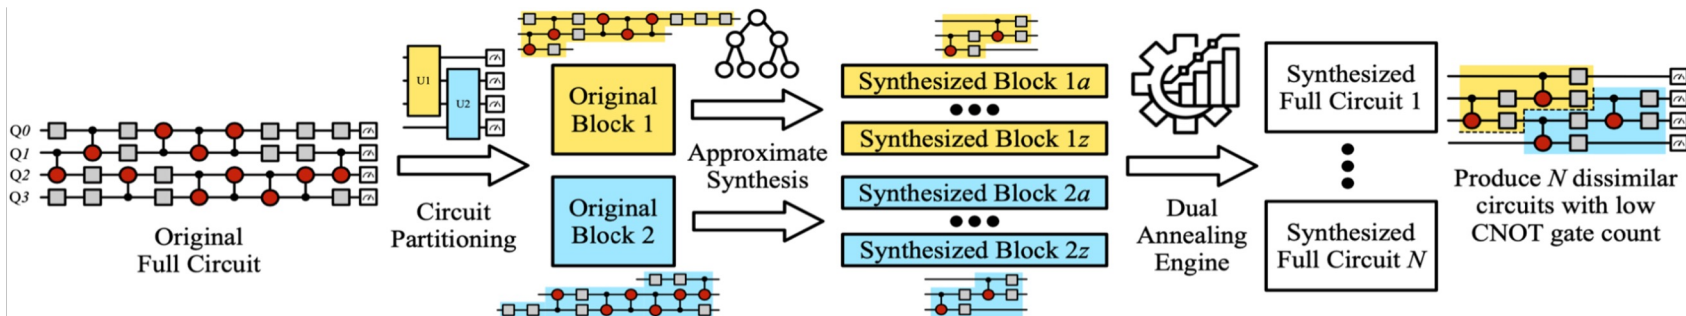 Q0
Q1
Q2
Q3
Original
Full Circuit
U1
U2
Circuit
Partitioning
Original
Block 1
Original
Block 2
Approximate
Synthesis
Synthesized Block 1a
•••
Synthesized Block 1z
Synthesized Block 2a
•••
Synthesized Block 2z
Dual
Annealing
Engine
Synthesized
Full Circuit 1
Synthesized
Full Circuit N
Produce N dissimilar
circuits with low
CNOT gate count